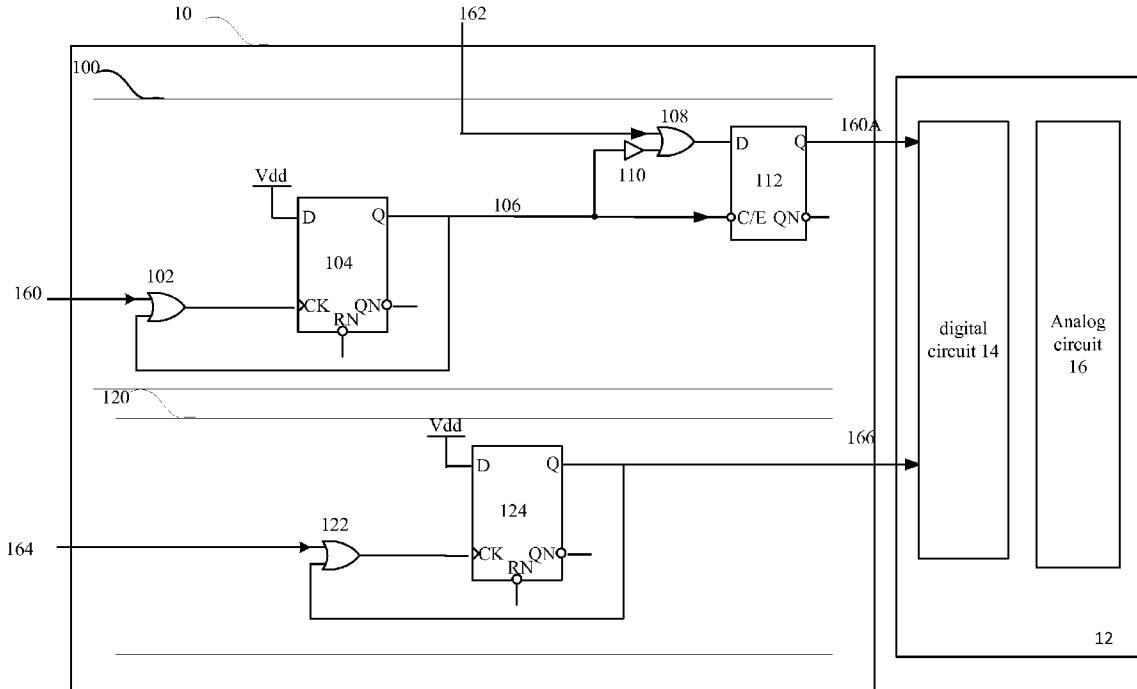 10
162
100
108
160A
D
Q
110
112
C/E
QN
Vdd
106
D
Q
104
160
102
CK
QN
RN
digital
circuit 14
Analog
circuit
16
120
Vdd
166
D
Q
124
164
122
CK
QN
RN
12